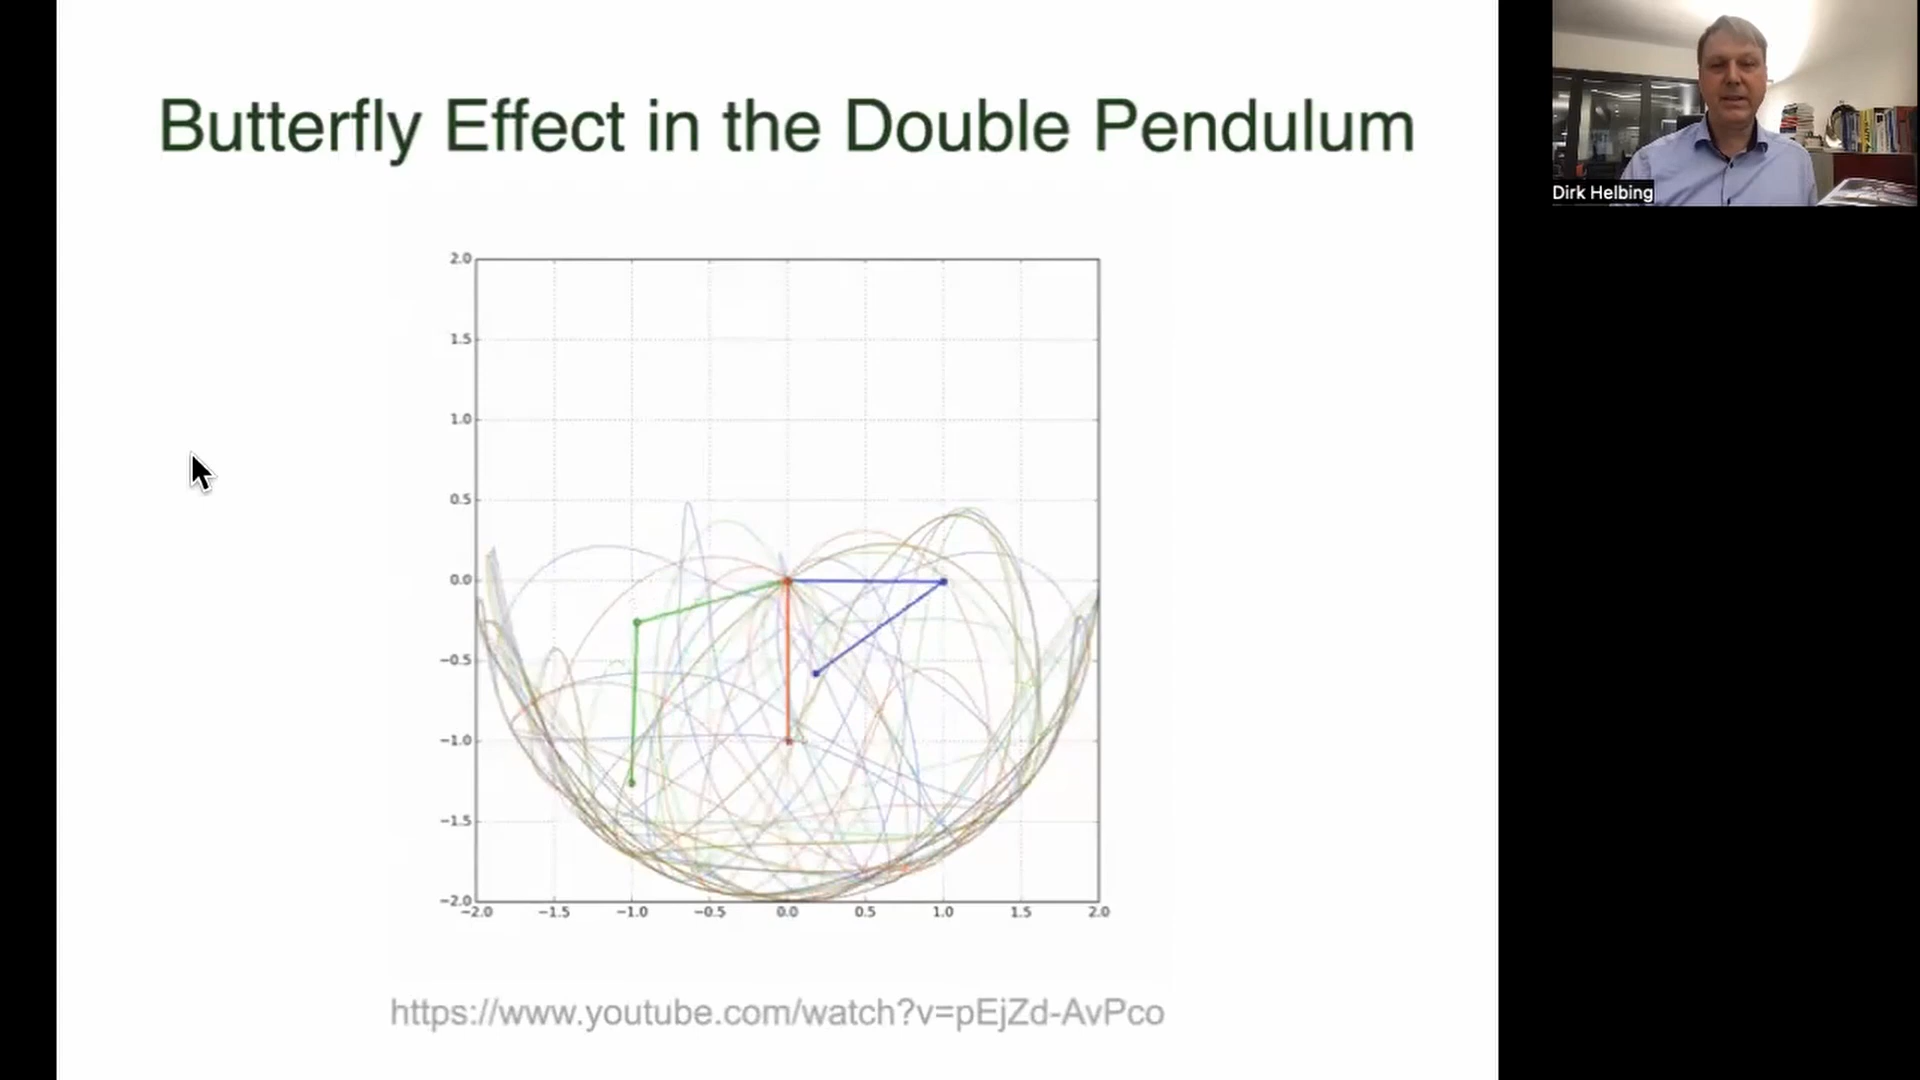 Butterfly Effect in the Double Pendulum
Dirk Helbing
2.0
1.5
1.0
0.5
0.0
−0.5
−1.0
−1.5
−2.0
−2.0 −1.5 −1.0 −0.5 0.0 0.5 1.0 1.5 2.0
https://www.youtube.com/watch?v=pEjZd-AvPco